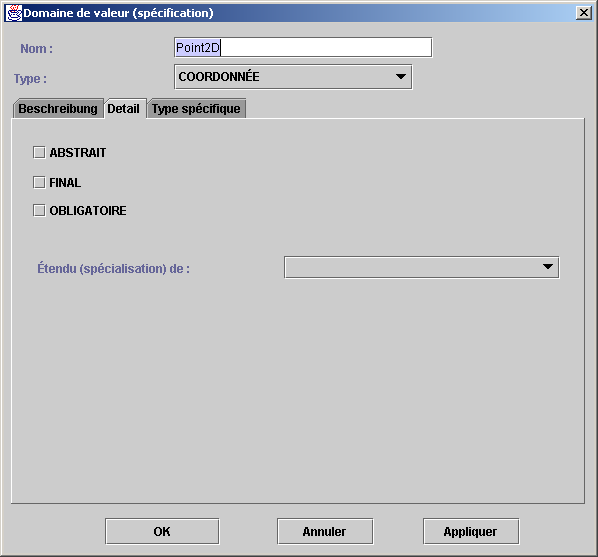 Domaine de valeur (spécification)
Nom :
Point2D
Type :
COORDONNÉE
Beschreibung
Detail
Type spécifique
ABSTRAIT
FINAL
OBLIGATOIRE
Étendu (spécialisation) de :
OK
Annuler
Appliquer